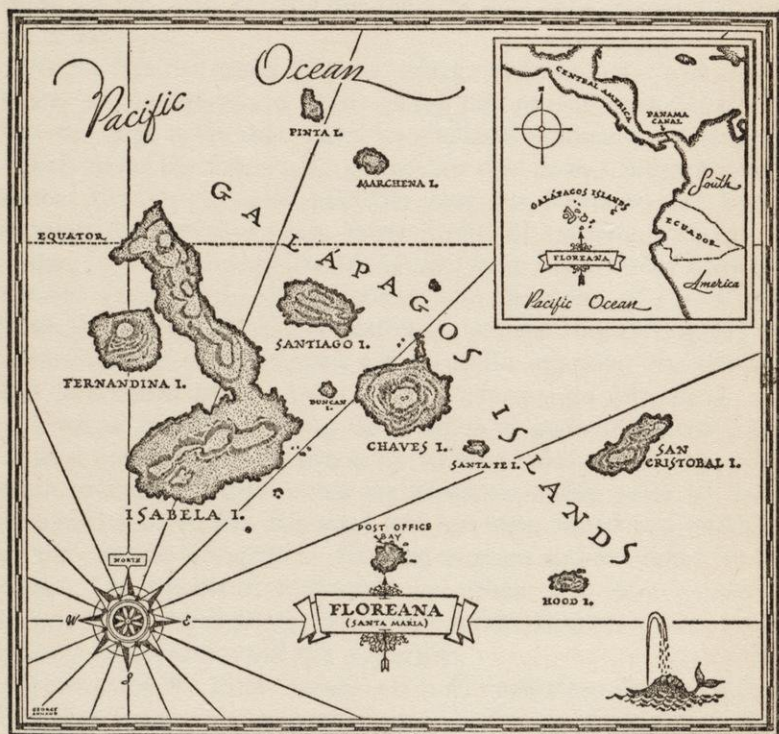 Pacific
Ocean
PINTA I.
MARCHENA I.
GALÁPAGOS ISLANDS
EQUATOR
SANTIAGO I.
FERNANDINA I.
DUNCAN
I.
CHAVES I.
SANTA FE I.
SAN
CRISTOBAL I.
ISABELA I.
POST OFFICE
BAY
FLOREANA
(SANTA MARIA)
HOOD I.
NORTH
W
E
S
CENTRAL AMERICA
PANAMA
CANAL
N
South
GALÁPAGOS ISLANDS
ECUADOR
FLOREANA
America
Pacific Ocean